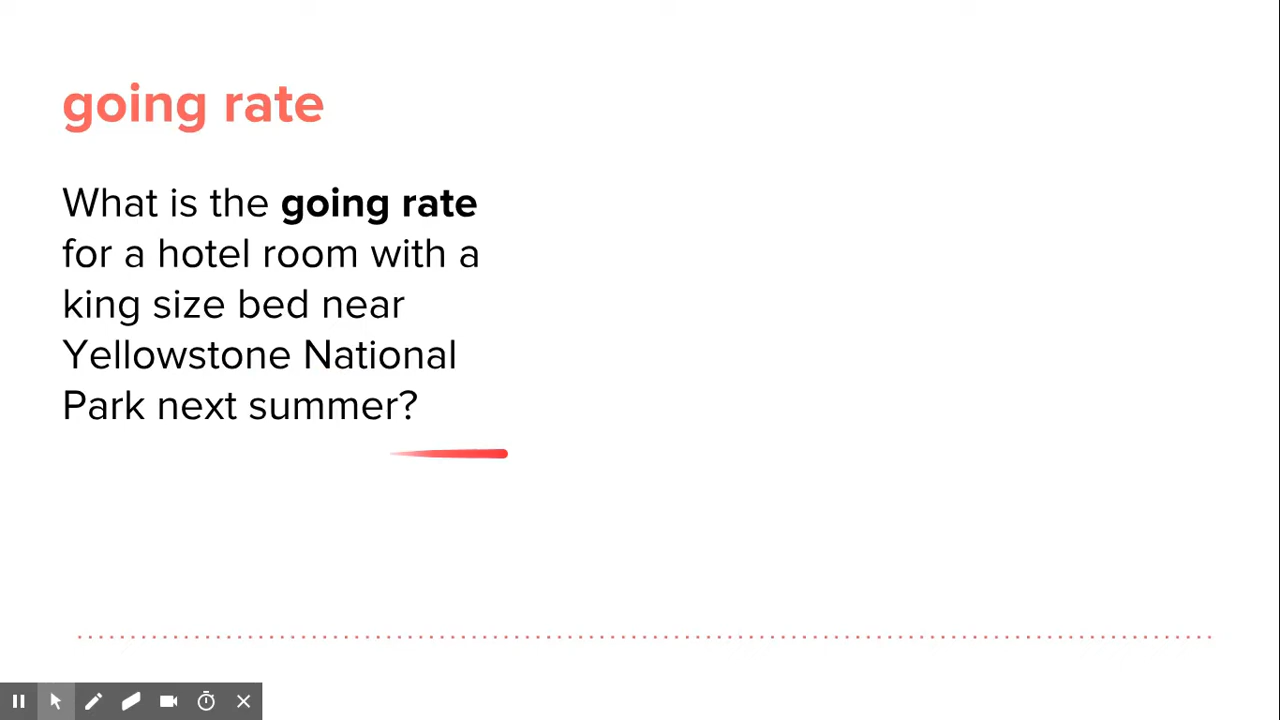 going rate
What is the going rate
for a hotel room with a
king size bed near
Yellowstone National
Park next summer?